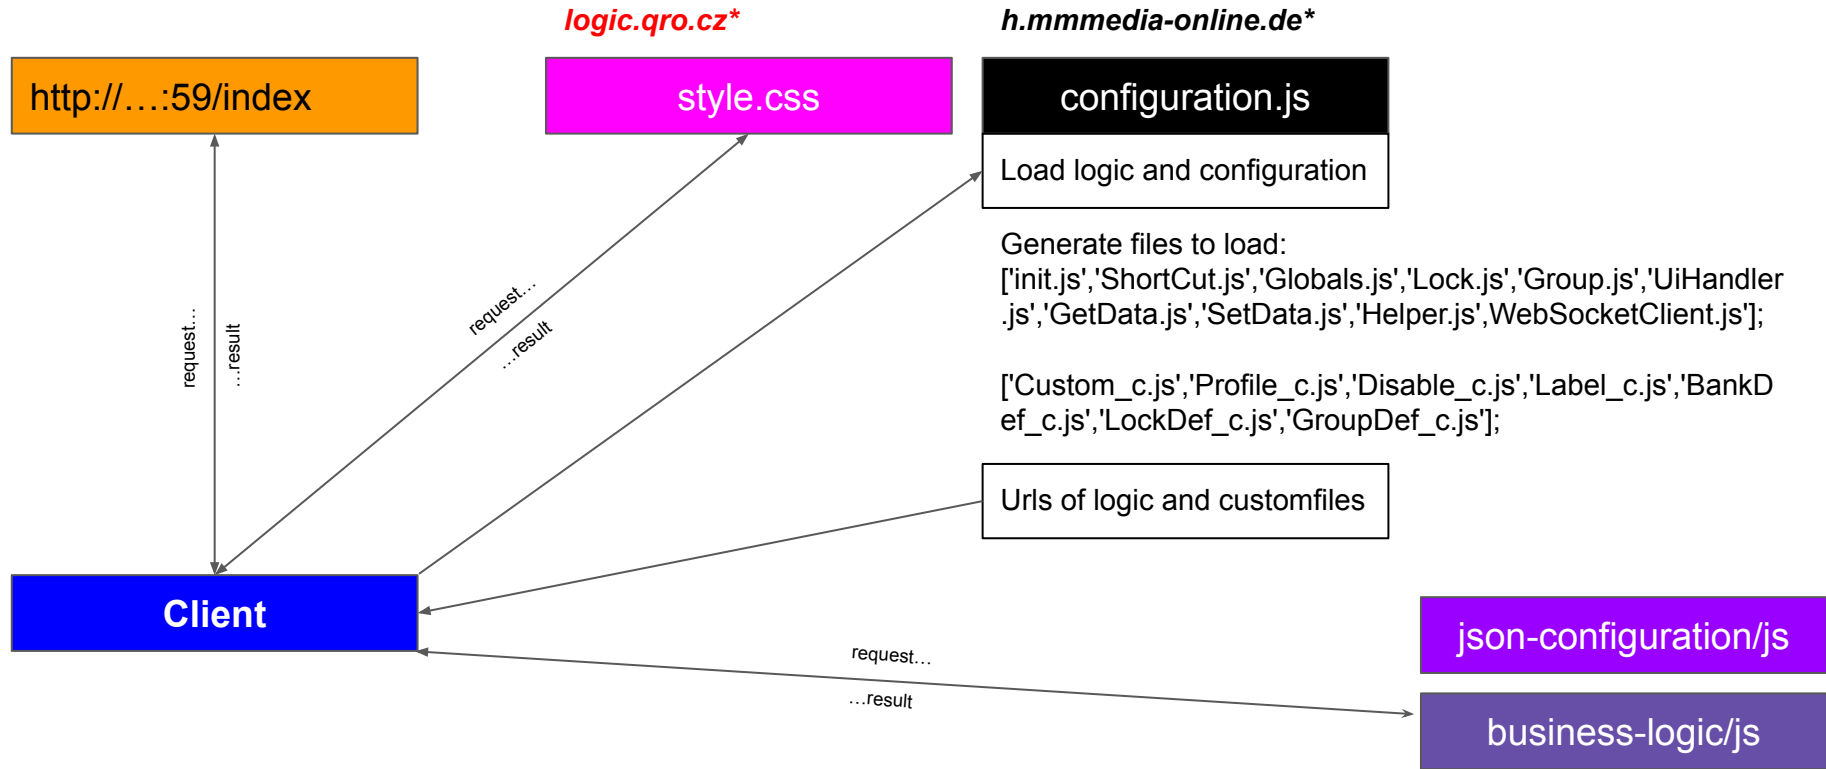 logic.qro.cz*
h.mmmedia-online.de*
http://…:59/index
style.css
configuration.js
Load logic and configuration
Generate files to load:
['init.js','ShortCut.js','Globals.js','Lock.js','Group.js','UiHandler
.js','GetData.js','SetData.js','Helper.js',WebSocketClient.js'];
['Custom_c.js','Profile_c.js','Disable_c.js','Label_c.js','BankD
ef_c.js','LockDef_c.js','GroupDef_c.js'];
request…
…result
request…
…result
Urls of logic and customfiles
Client
request…
…result
json-configuration/js
business-logic/js